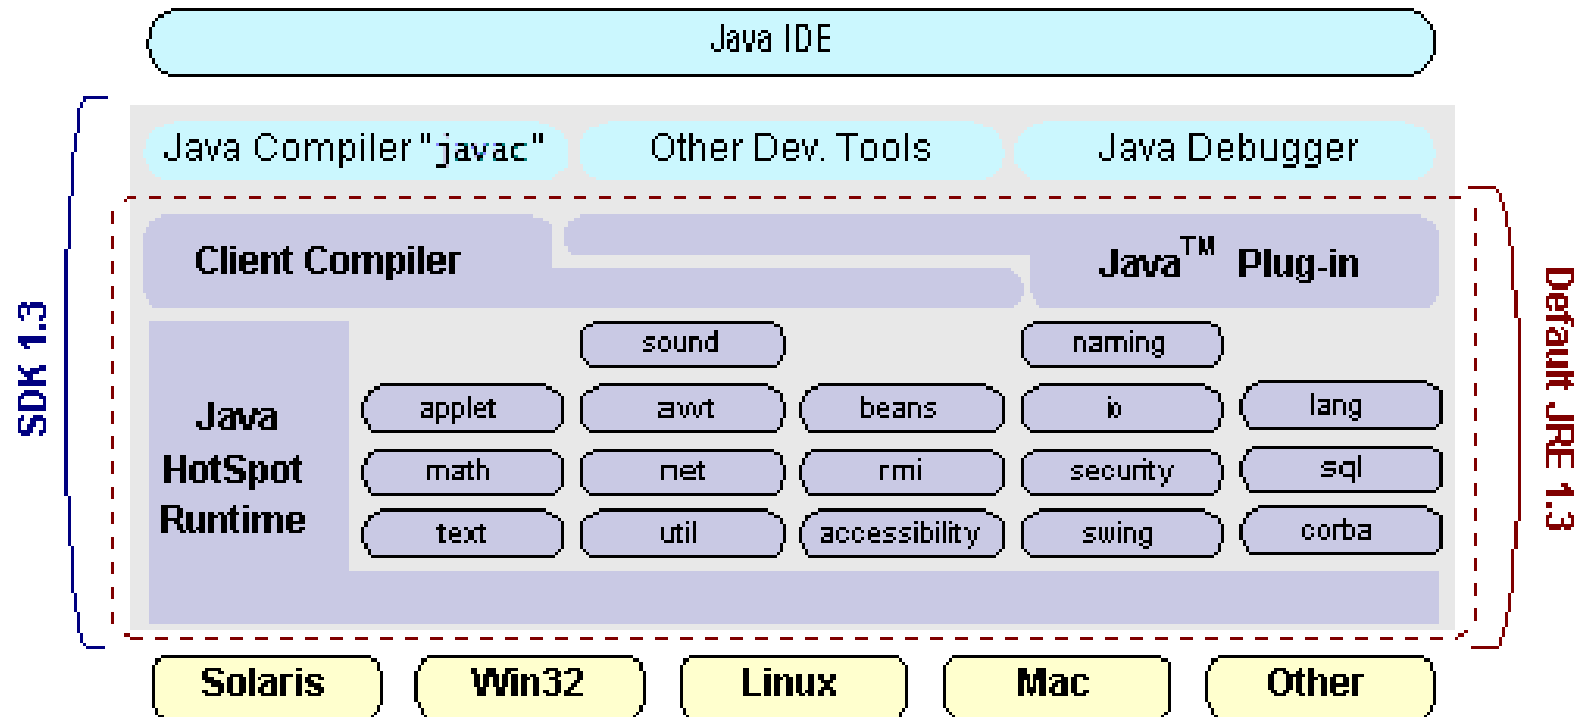 Java IDE
Java Compiler "javac"
Other Dev. Tools
Java Debugger
Client Compiler
Java™ Plug-in
SDK 1.3
Default JRE 1.3
Java
HotSpot
Runtime
sound
naming
applet
awt
beans
io
lang
math
net
rmi
security
sql
text
util
accessibility
swing
corba
Solaris
Win32
Linux
Mac
Other